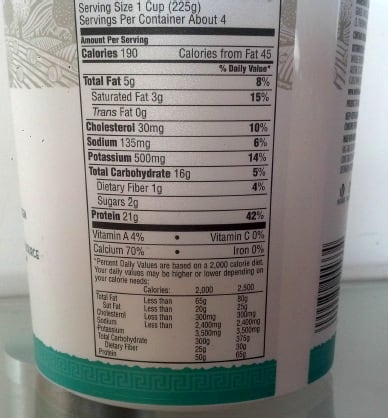 Serving Size 1 Cup (225g)
Servings Per Container About 4
Amount Per Serving
Calories 190 Calories from Fat 45
% Daily Value*
Total Fat 5g 8%
Saturated Fat 3g 15%
Trans Fat 0g
Cholesterol 30mg 10%
Sodium 135mg 6%
Potassium 500mg 14%
Total Carbohydrate 16g 5%
Dietary Fiber 1g 4%
Sugars 2g
Protein 21g 42%
Vitamin A 4% • Vitamin C 0%
Calcium 70% • Iron 0%
*Percent Daily Values are based on a 2,000 calorie diet.
Your daily values may be higher or lower depending on
your calorie needs:
Calories: 2,000 2,500
Total Fat Less than 65g 80g
Sat Fat Less than 20g 25g
Cholesterol Less than 300mg 300mg
Sodium Less than 2,400mg 2,400mg
Potassium 3,500mg 3,500mg
Total Carbohydrate 300g 375g
Dietary Fiber 25g 30g
Protein 50g 65g